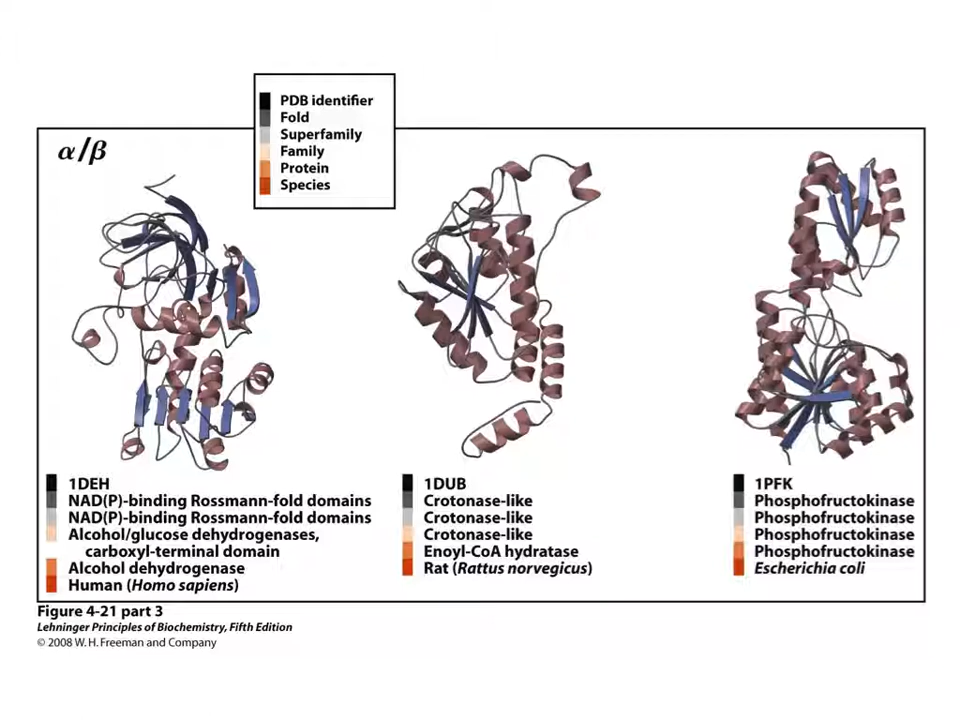 PDB identifier
Fold
Superfamily
Family
Protein
Species
α/β
1DEH
NAD(P)-binding Rossmann-fold domains
NAD(P)-binding Rossmann-fold domains
Alcohol/glucose dehydrogenases,
carboxyl-terminal domain
Alcohol dehydrogenase
Human (Homo sapiens)
1DUB
Crotonase-like
Crotonase-like
Crotonase-like
Enoyl-CoA hydratase
Rat (Rattus norvegicus)
1PFK
Phosphofructokinase
Phosphofructokinase
Phosphofructokinase
Phosphofructokinase
Escherichia coli
Figure 4-21 part 3
Lehninger Principles of Biochemistry, Fifth Edition
© 2008 W. H. Freeman and Company